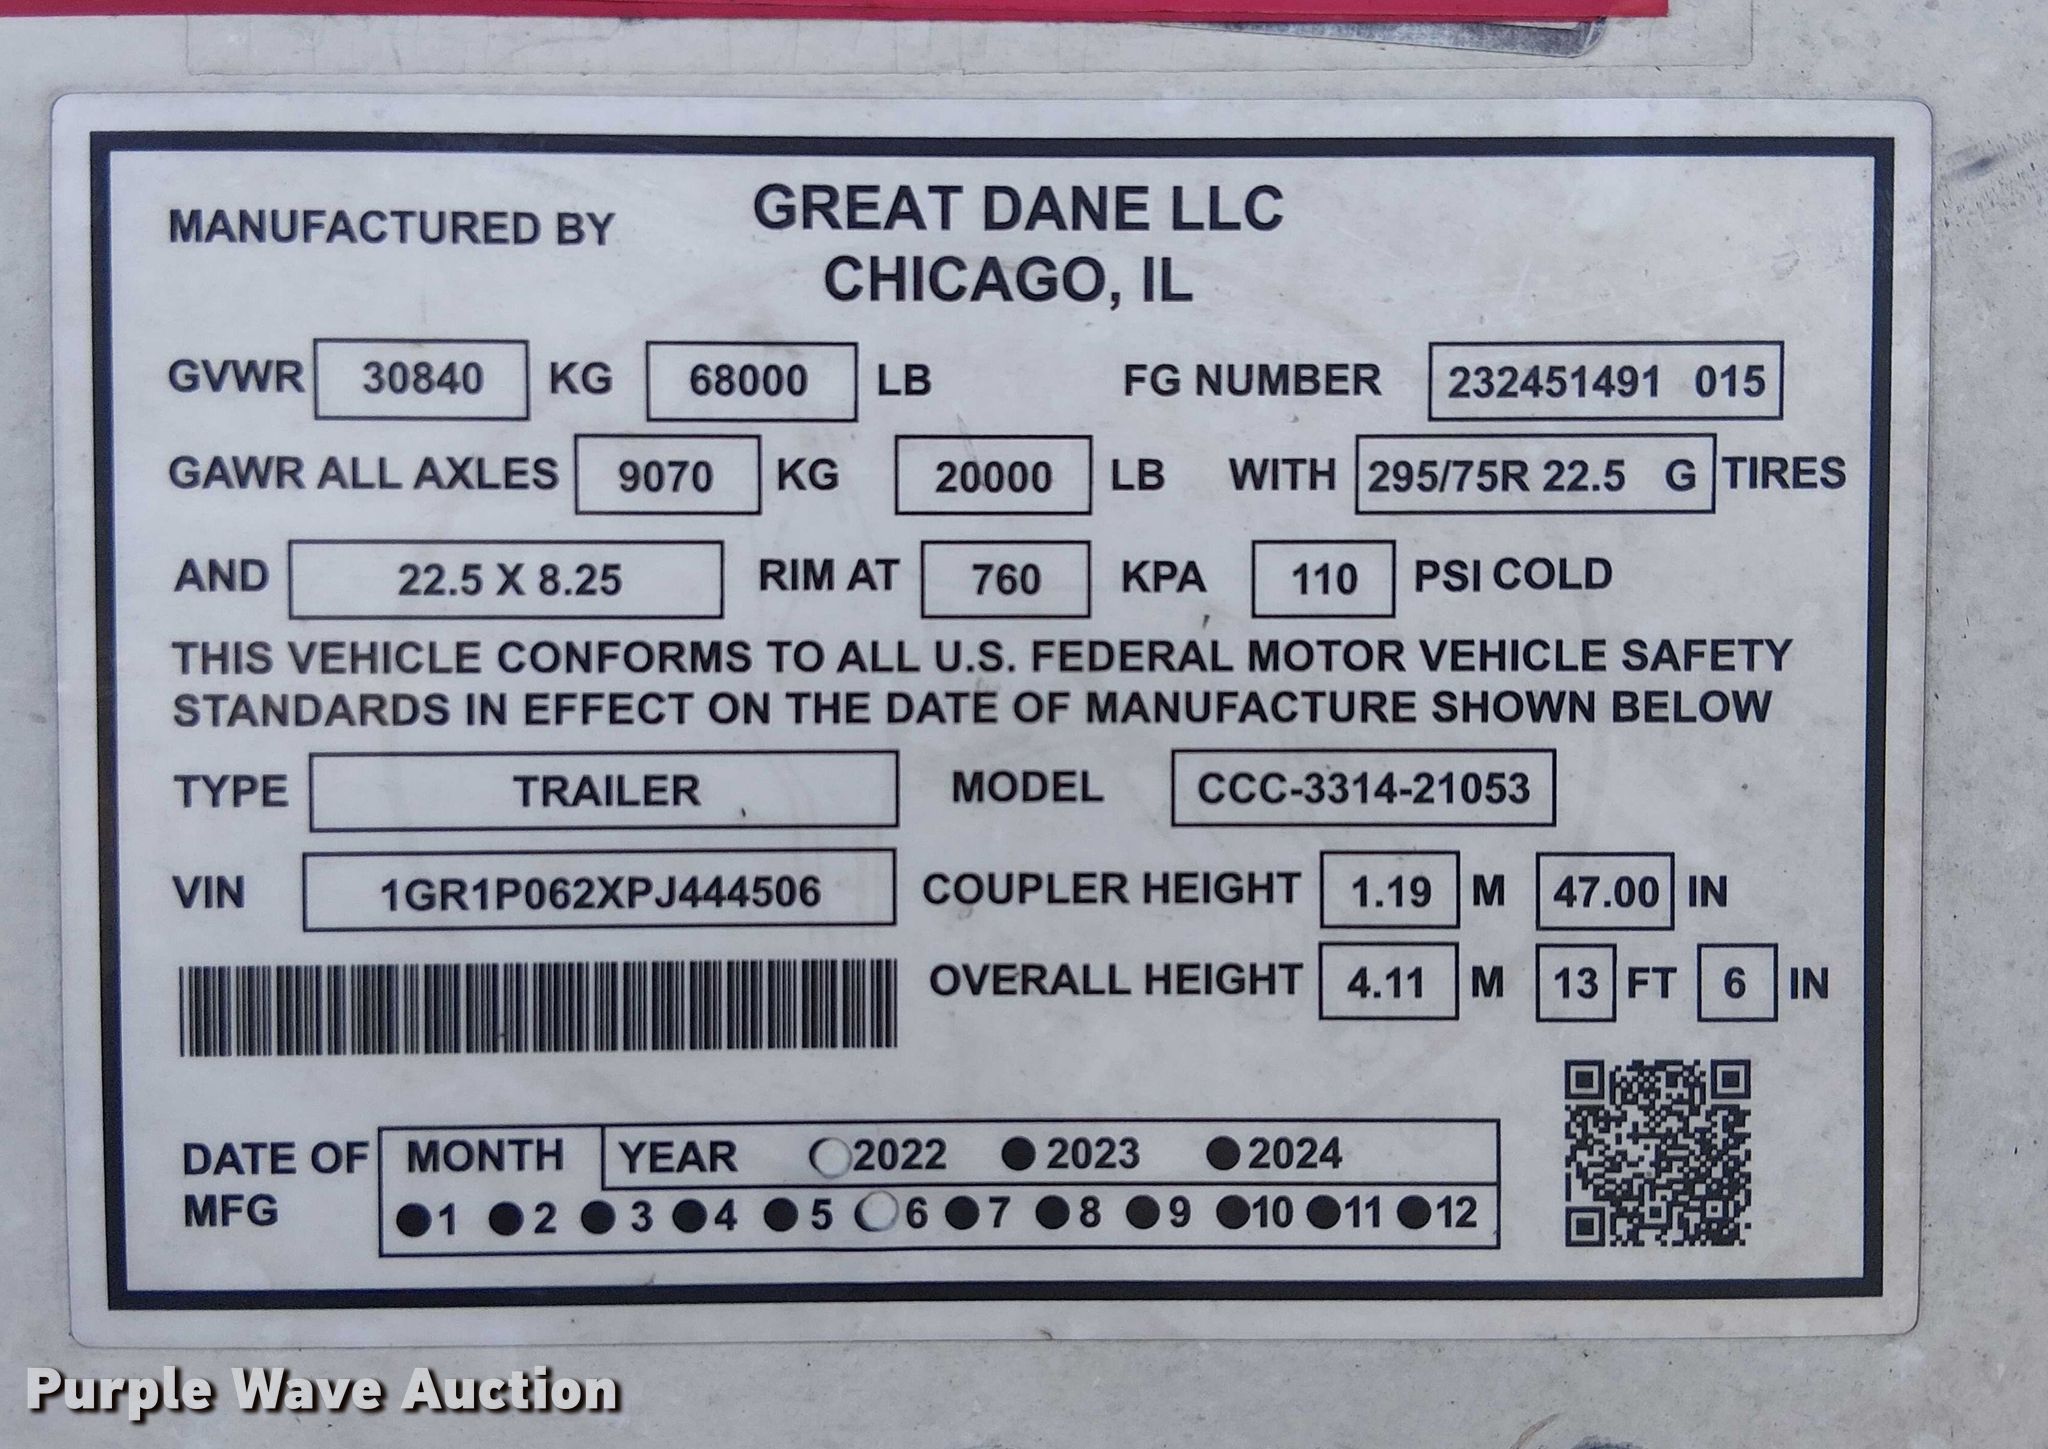 MANUFACTURED BY GREAT DANE LLC
CHICAGO, IL
GVWR 30840 KG 68000 LB FG NUMBER 232451491 015
GAWR ALL AXLES 9070 KG 20000 LB WITH 295/75R 22.5 G TIRES
AND 22.5 X 8.25 RIM AT 760 KPA 110 PSI COLD
THIS VEHICLE CONFORMS TO ALL U.S. FEDERAL MOTOR VEHICLE SAFETY
STANDARDS IN EFFECT ON THE DATE OF MANUFACTURE SHOWN BELOW
TYPE TRAILER MODEL CCC-3314-21053
VIN 1GR1P062XPJ444506 COUPLER HEIGHT 1.19 M 47.00 IN
OVERALL HEIGHT 4.11 M 13 FT 6 IN
DATE OF MONTH YEAR 2022 2023 2024
MFG 1 2 3 4 5 6 7 8 9 10 11 12
Purple Wave Auction